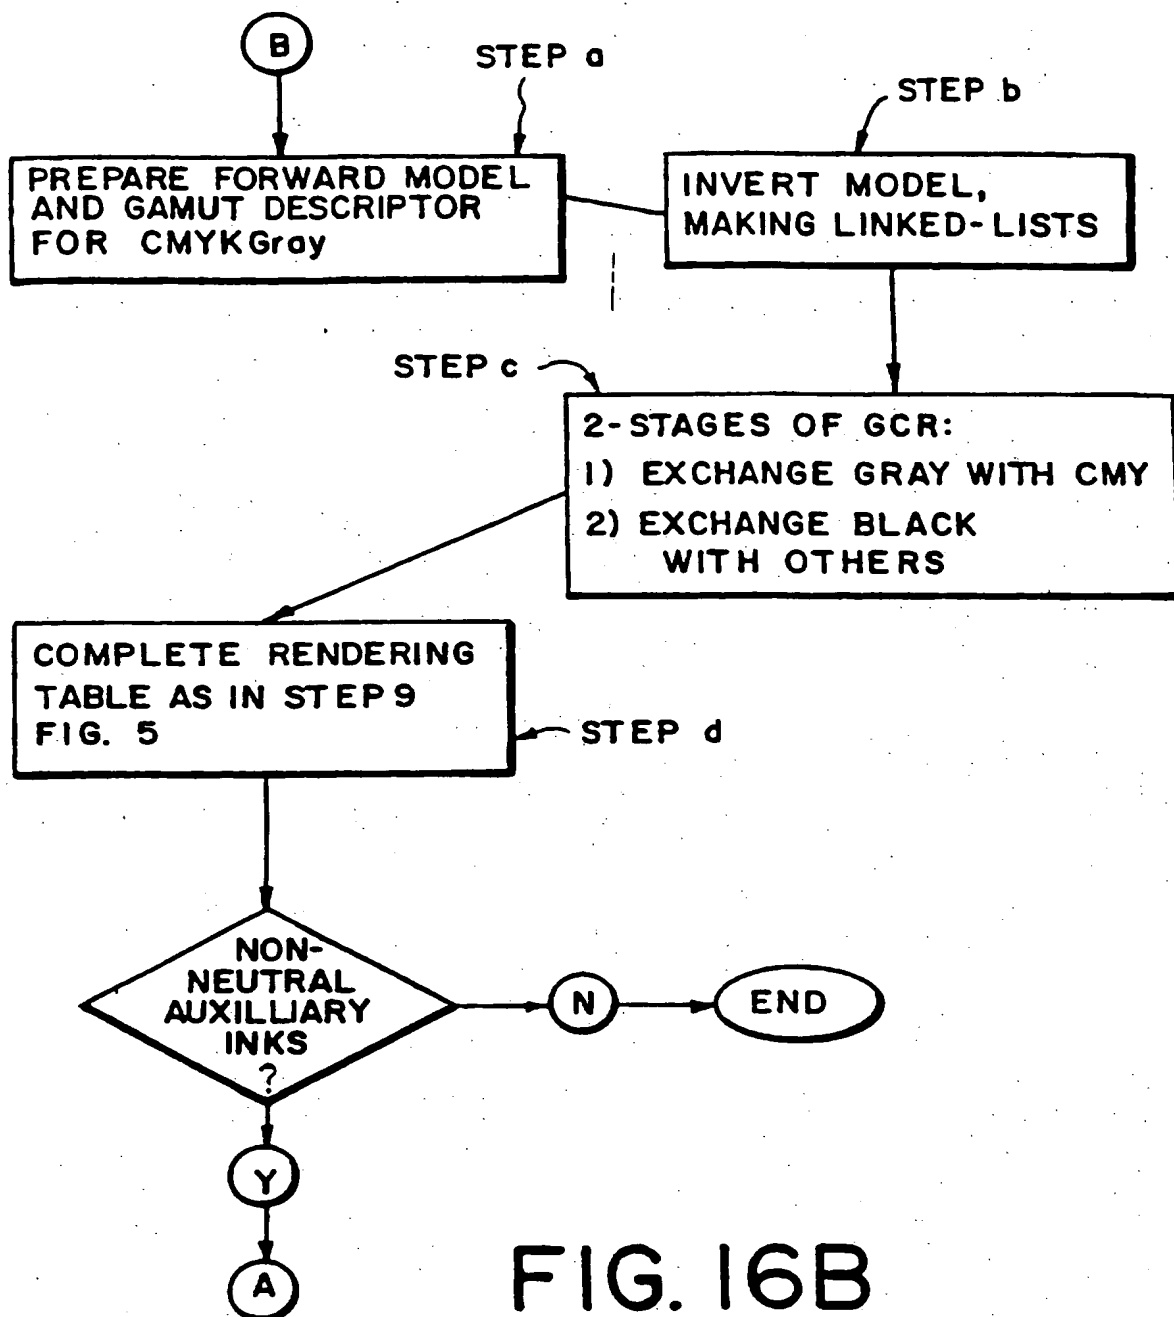 B
STEP a
STEP b
PREPARE FORWARD MODEL
AND GAMUT DESCRIPTOR
FOR CMYKGray
INVERT MODEL,
MAKING LINKED-LISTS
STEP c
2-STAGES OF GCR:
1) EXCHANGE GRAY WITH CMY
2) EXCHANGE BLACK
WITH OTHERS
COMPLETE RENDERING
TABLE AS IN STEP 9
FIG. 5
STEP d
NON-
NEUTRAL
AUXILLIARY
INKS
?
N
END
Y
A
FIG. 16B